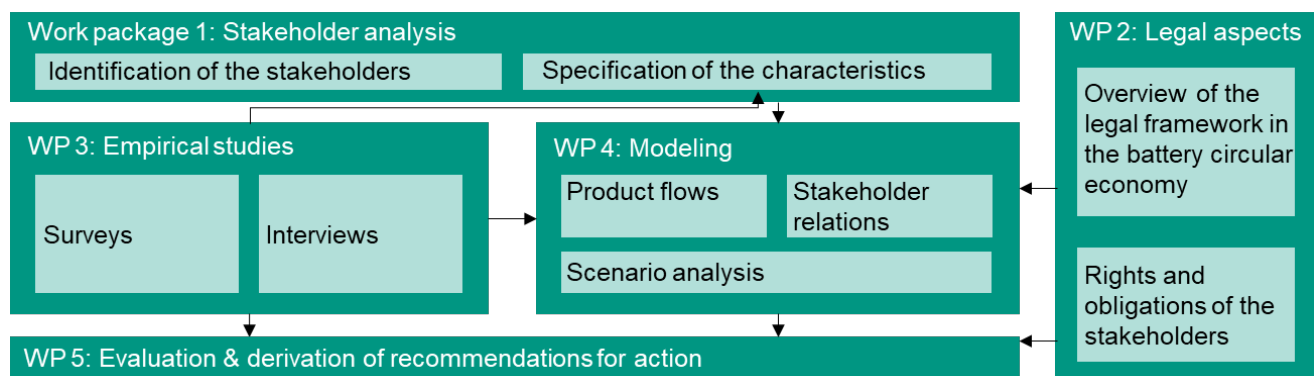 Work package 1: Stakeholder analysis
Identification of the stakeholders
Specification of the characteristics
WP 2: Legal aspects
Overview of the
legal framework in
the battery circular
economy
Rights and
obligations of the
stakeholders
WP 3: Empirical studies
Surveys
Interviews
WP 4: Modeling
Product flows
Stakeholder
relations
Scenario analysis
WP 5: Evaluation & derivation of recommendations for action